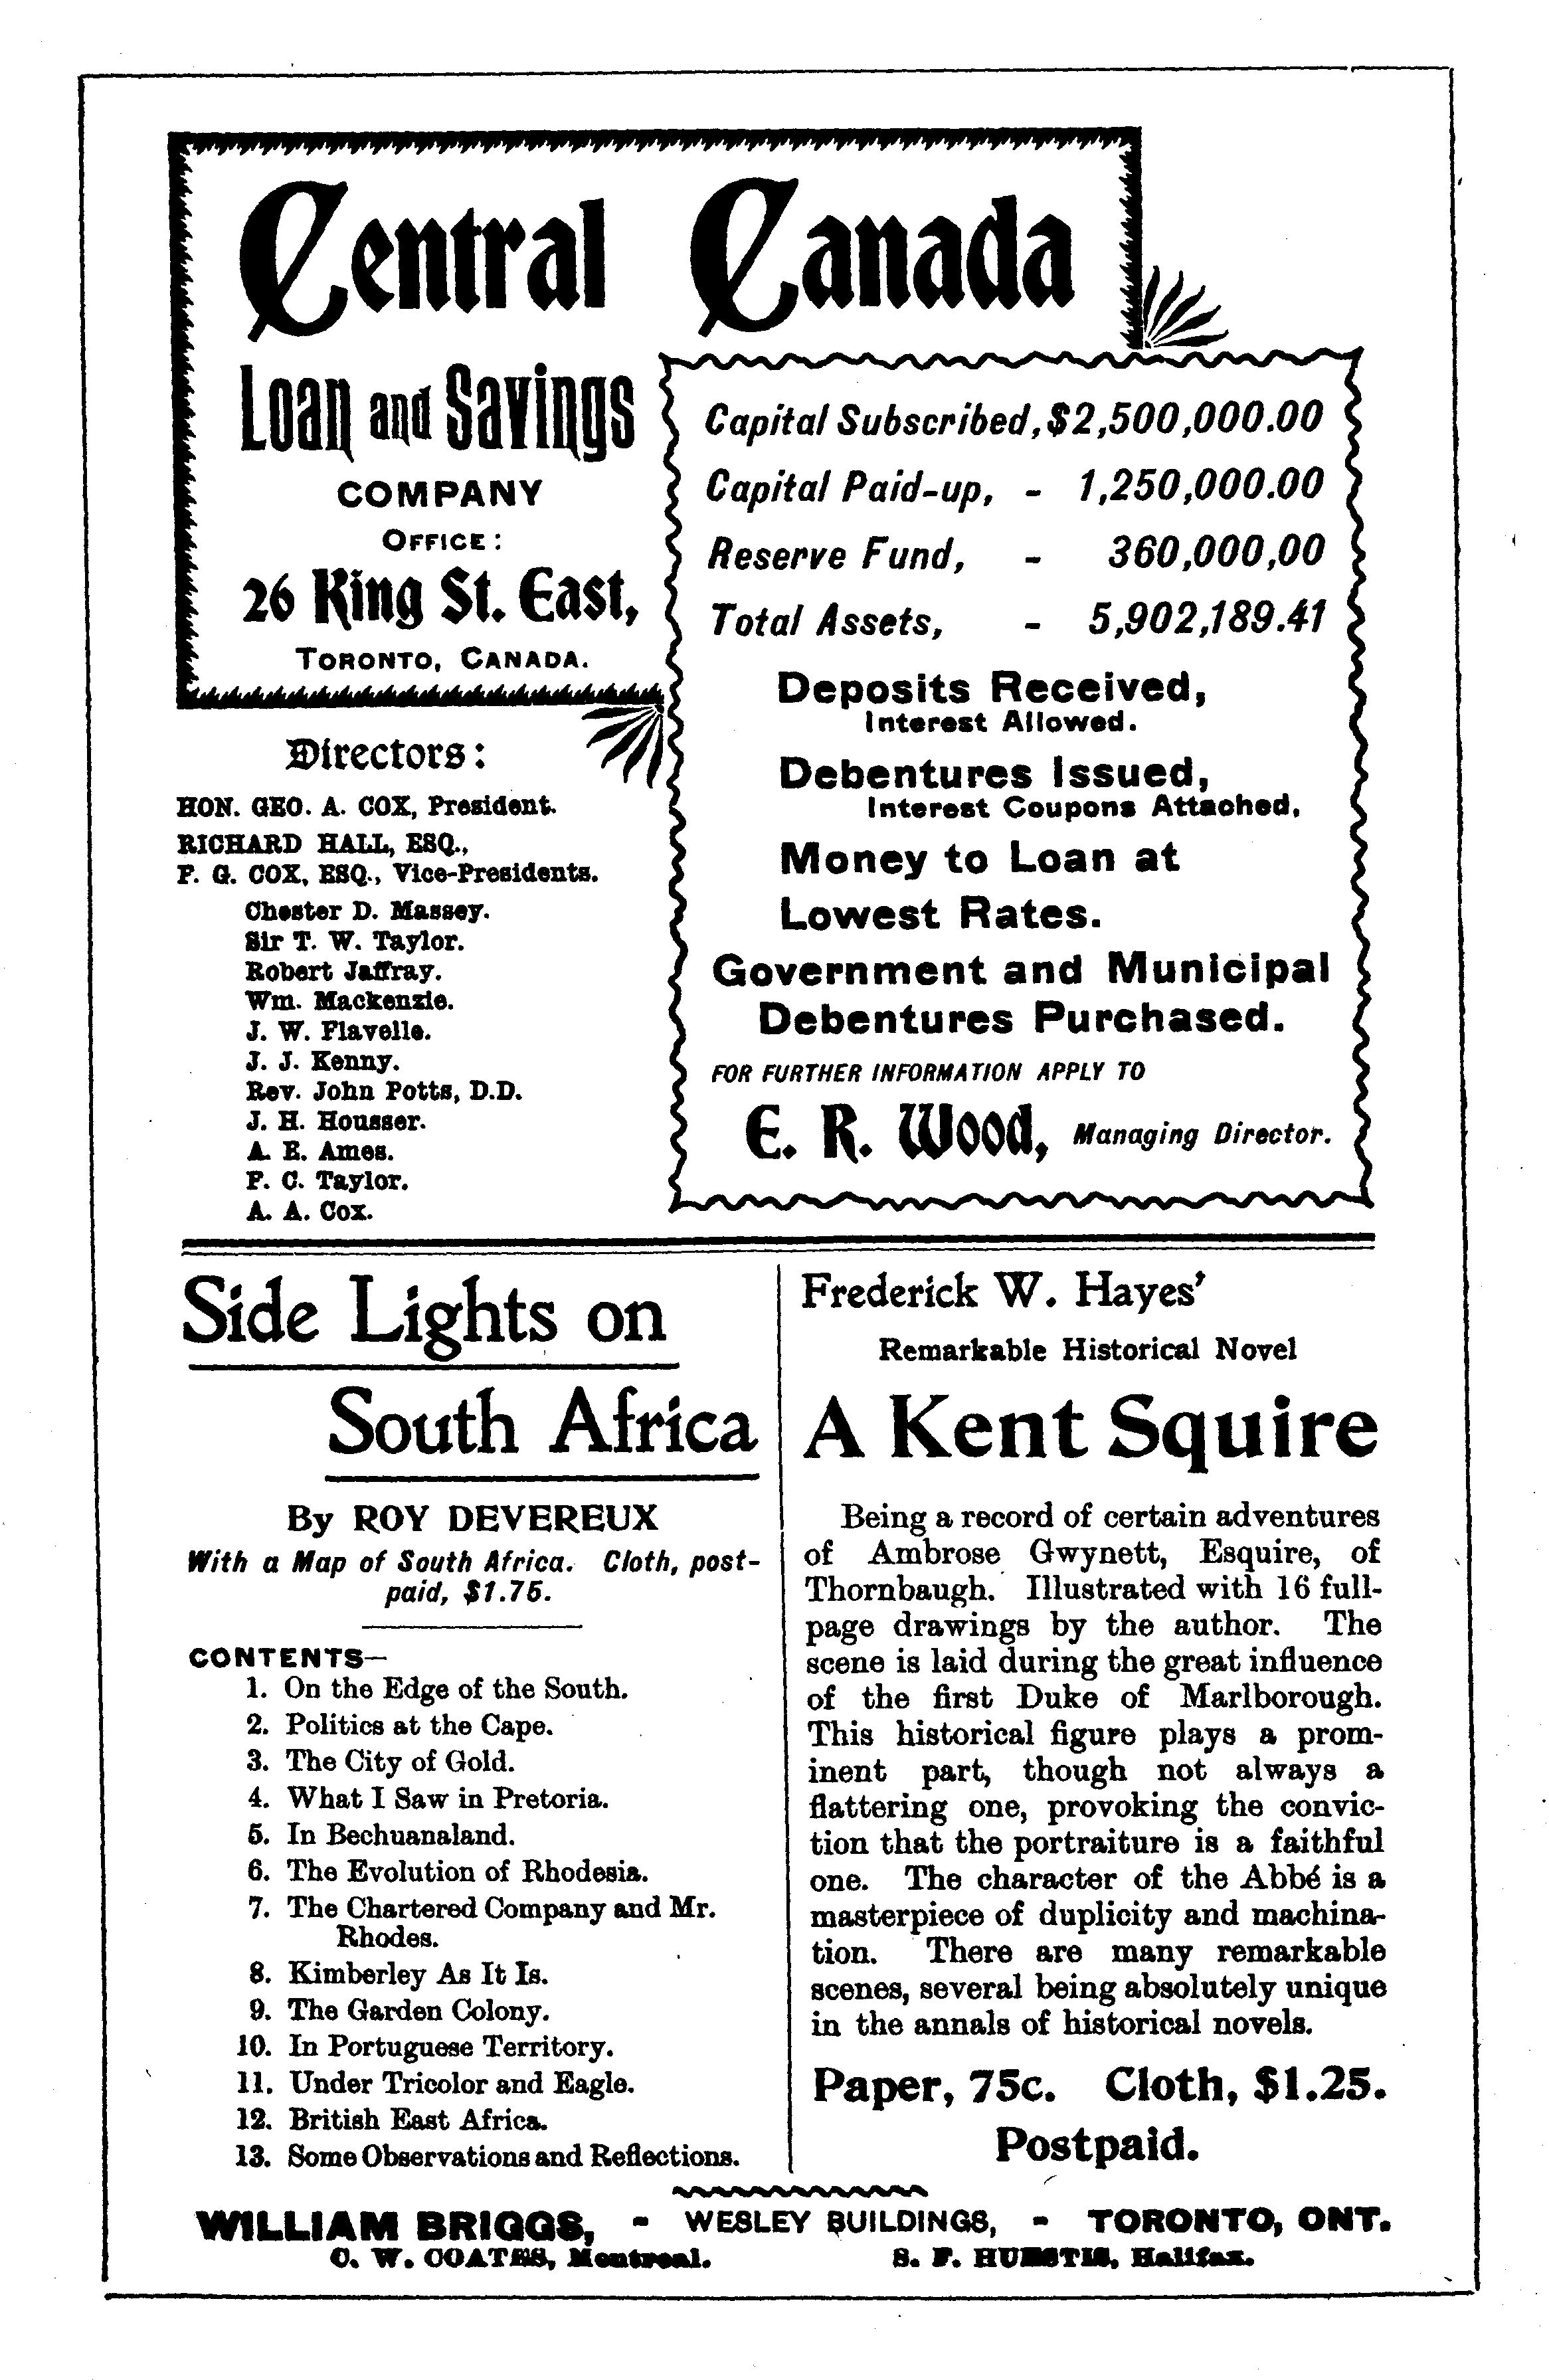 Central Canada
Loan and Savings
COMPANY
OFFICE:
26 King St. East,
TORONTO, CANADA.
Directors:
HON. GEO. A. COX, President.
RICHARD HALL, ESQ.,
F. G. COX, ESQ., Vice-Presidents.
Chester D. Massey.
Sir T. W. Taylor.
Robert Jaffray.
Wm. Mackenzie.
J. W. Flavelle.
J. J. Kenny.
Rev. John Potts, D.D.
J. H. Housser.
A. E. Ames.
F. C. Taylor.
A. A. Cox.
Capital Subscribed, $2,500,000.00
Capital Paid-up, - 1,250,000.00
Reserve Fund, - 360,000,00
Total Assets, - 5,902,189.41
Deposits Received,
Interest Allowed.
Debentures Issued,
Interest Coupons Attached,
Money to Loan at
Lowest Rates.
Government and Municipal
Debentures Purchased.
FOR FURTHER INFORMATION APPLY TO
E. R. Wood, Managing Director.
Side Lights on
South Africa
By ROY DEVEREUX
With a Map of South Africa. Cloth, post-
paid, $1.75.
CONTENTS—
1. On the Edge of the South.
2. Politics at the Cape.
3. The City of Gold.
4. What I Saw in Pretoria.
5. In Bechuanaland.
6. The Evolution of Rhodesia.
7. The Chartered Company and Mr.
Rhodes.
8. Kimberley As It Is.
9. The Garden Colony.
10. In Portuguese Territory.
11. Under Tricolor and Eagle.
12. British East Africa.
13. Some Observations and Reflections.
Frederick W. Hayes'
Remarkable Historical Novel
A Kent Squire
Being a record of certain adventures
of Ambrose Gwynett, Esquire, of
Thornbaugh. Illustrated with 16 full-
page drawings by the author. The
scene is laid during the great influence
of the first Duke of Marlborough.
This historical figure plays a prom-
inent part, though not always a
flattering one, provoking the convic-
tion that the portraiture is a faithful
one. The character of the Abbé is a
masterpiece of duplicity and machina-
tion. There are many remarkable
scenes, several being absolutely unique
in the annals of historical novels.
Paper, 75c. Cloth, $1.25.
Postpaid.
WILLIAM BRIGGS, - WESLEY BUILDINGS, - TORONTO, ONT.
C. W. COATES, Montreal. S. F. HUESTIS, Halifax.